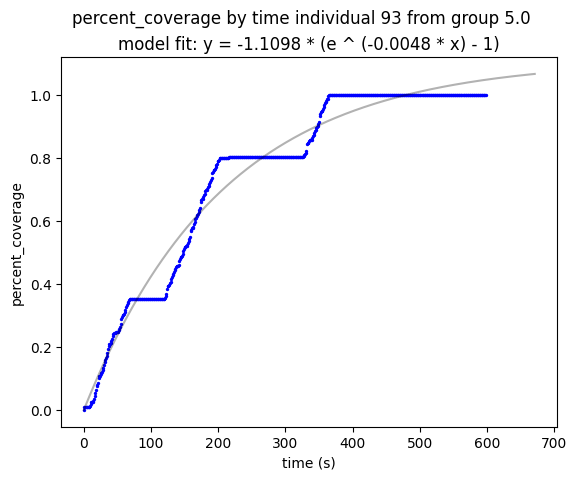 percent_coverage by time individual 93 from group 5.0
model fit: y = -1.1098 * (e ^ (-0.0048 * x) - 1)
1.0
0.8
0.6
0.4
0.2
0.0
percent_coverage
0 100 200 300 400 500 600 700
time (s)